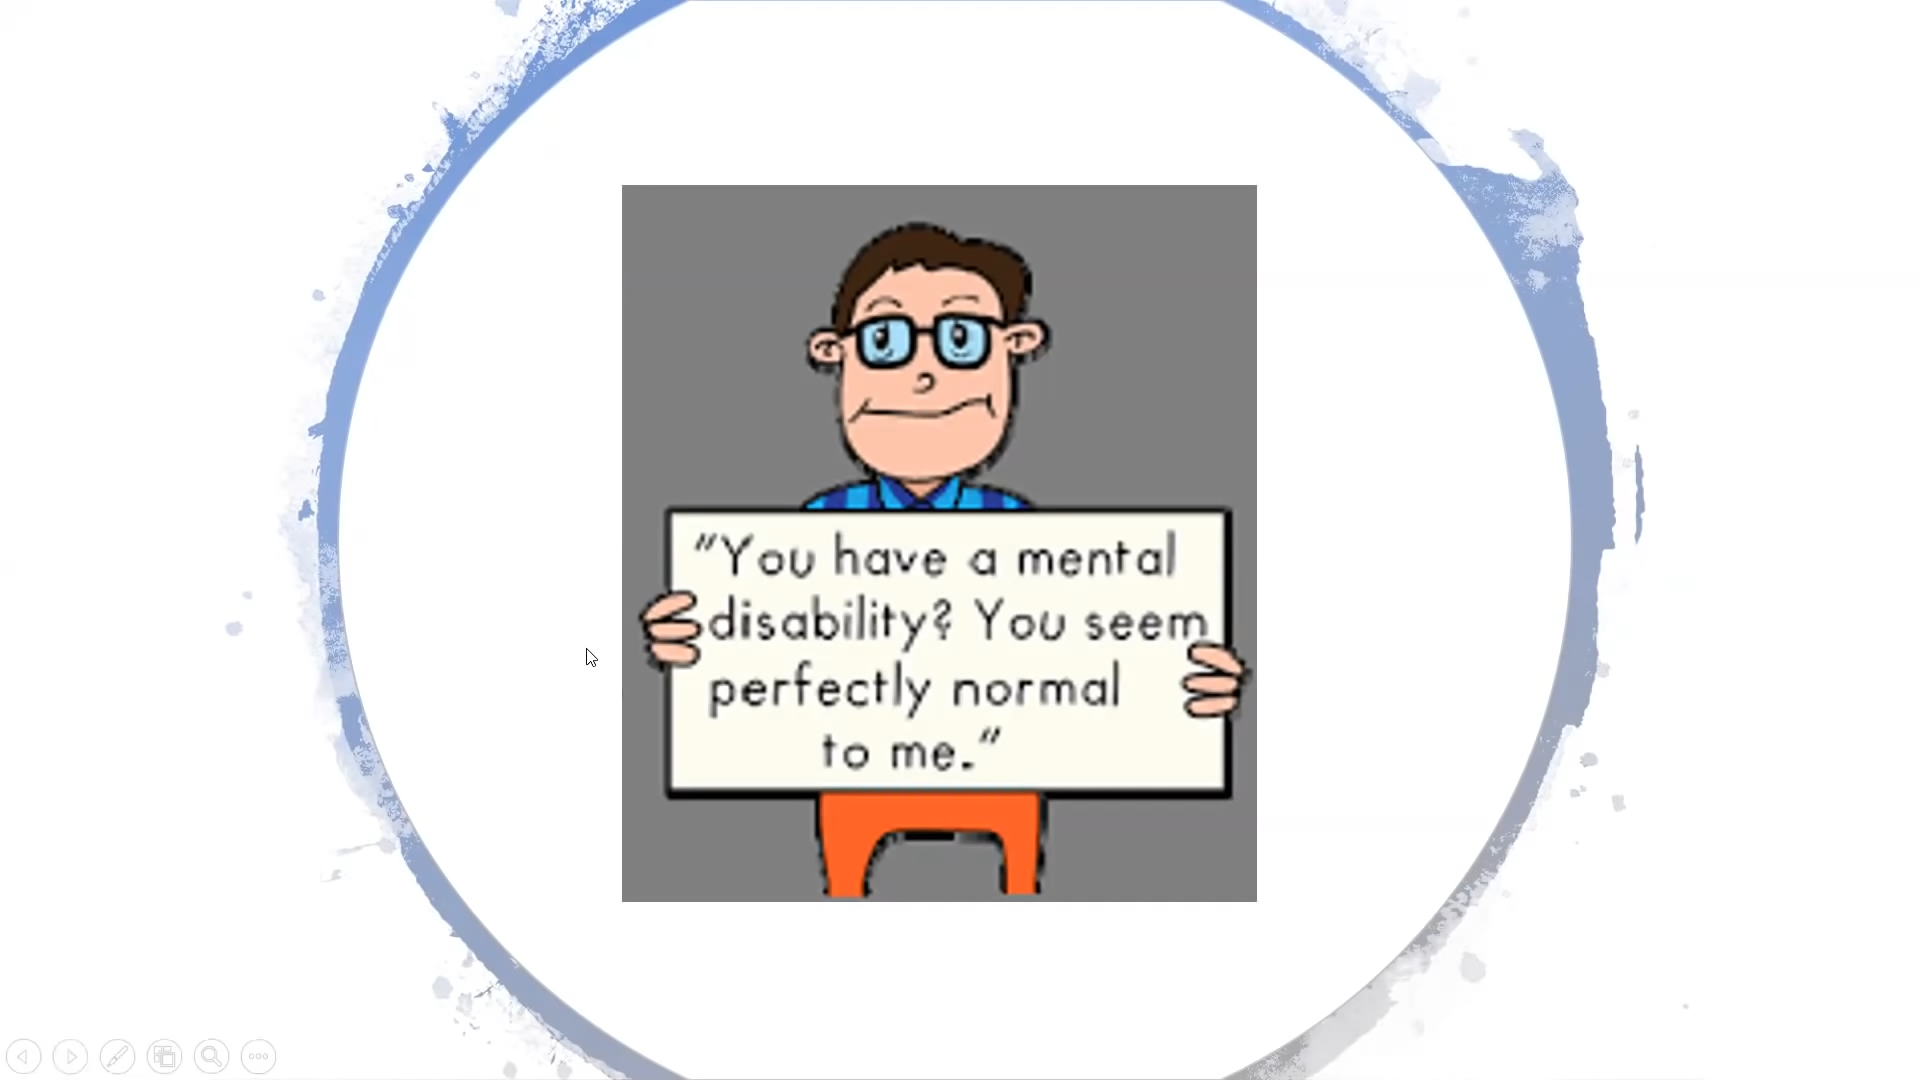 "You have a mental
disability? You seem
perfectly normal
to me."